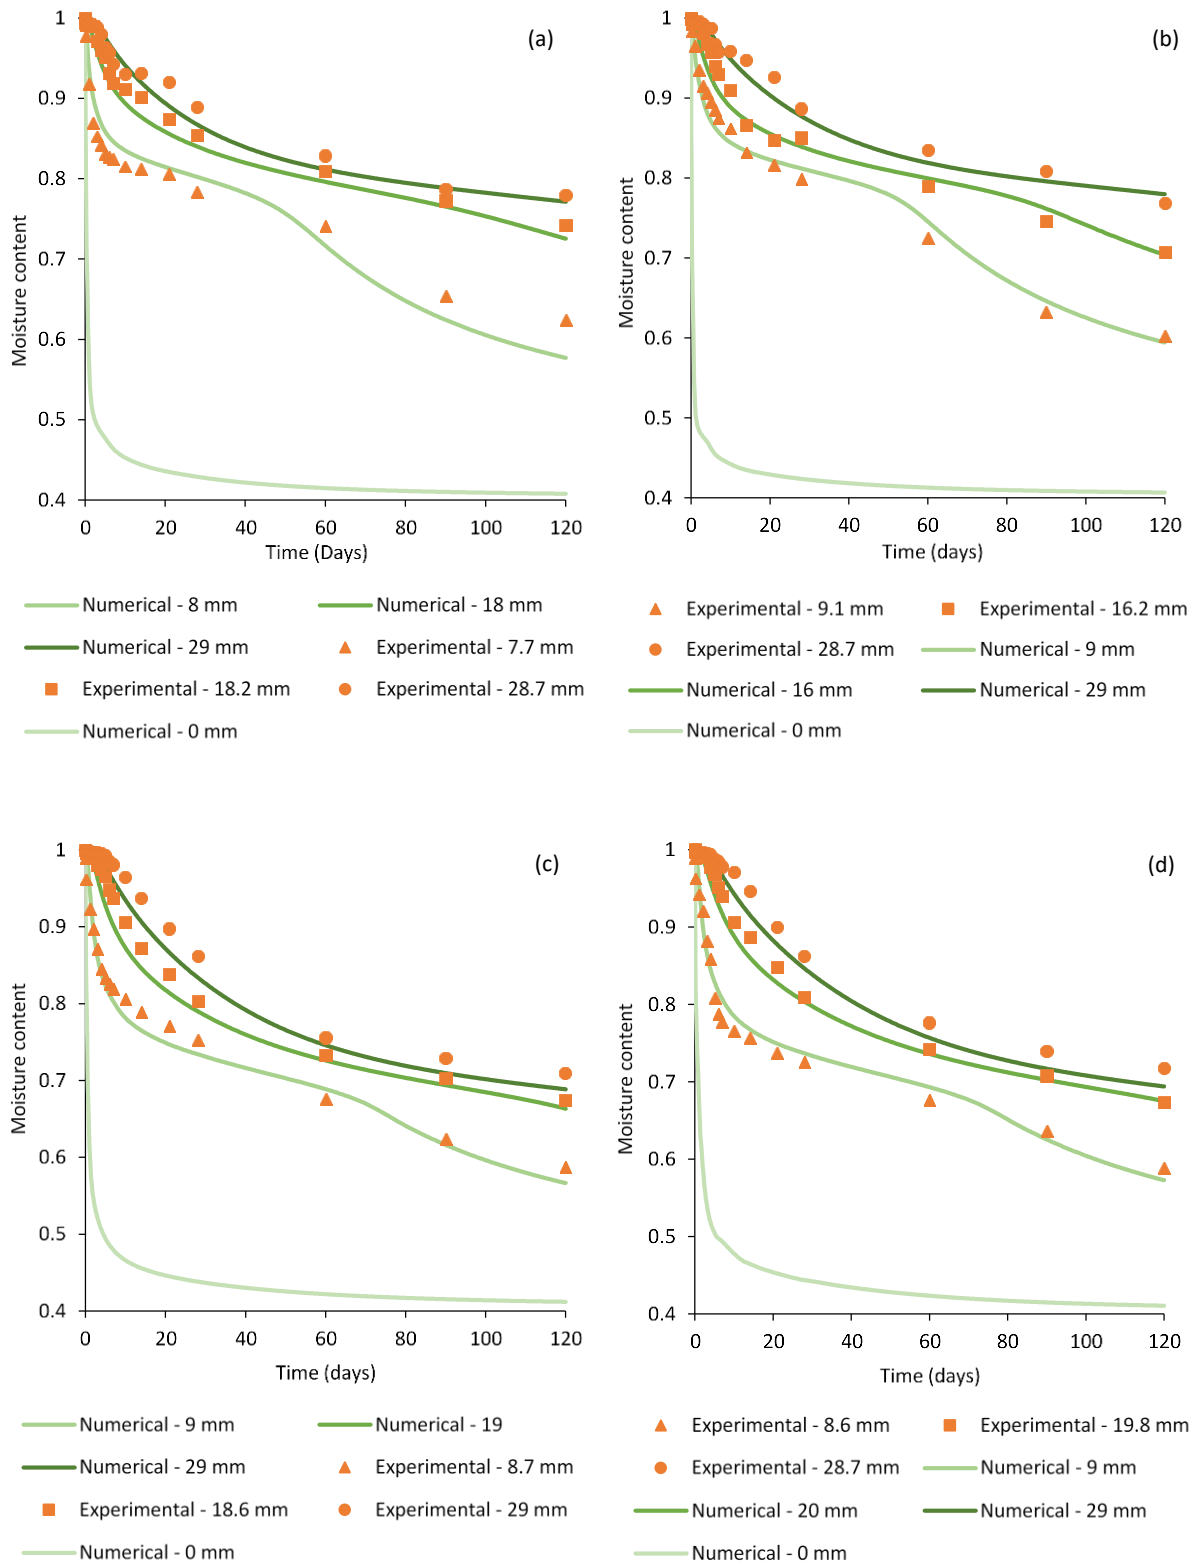 (a)
1
0.9
0.8
0.7
0.6
0.5
0.4
Moisture content
0 20 40 60 80 100 120
Time (Days)
Numerical - 8 mm Numerical - 18 mm
Numerical - 29 mm Experimental - 7.7 mm
Experimental - 18.2 mm Experimental - 28.7 mm
Numerical - 0 mm
(b)
1
0.9
0.8
0.7
0.6
0.5
0.4
Moisture content
0 20 40 60 80 100 120
Time (days)
Experimental - 9.1 mm Experimental - 16.2 mm
Experimental - 28.7 mm Numerical - 9 mm
Numerical - 16 mm Numerical - 29 mm
Numerical - 0 mm
(c)
1
0.9
0.8
0.7
0.6
0.5
0.4
Moisture content
0 20 40 60 80 100 120
Time (days)
Numerical - 9 mm Numerical - 19
Numerical - 29 mm Experimental - 8.7 mm
Experimental - 18.6 mm Experimental - 29 mm
Numerical - 0 mm
(d)
1
0.9
0.8
0.7
0.6
0.5
0.4
Moisture content
0 20 40 60 80 100 120
Time (days)
Experimental - 8.6 mm Experimental - 19.8 mm
Experimental - 28.7 mm Numerical - 9 mm
Numerical - 20 mm Numerical - 29 mm
Numerical - 0 mm